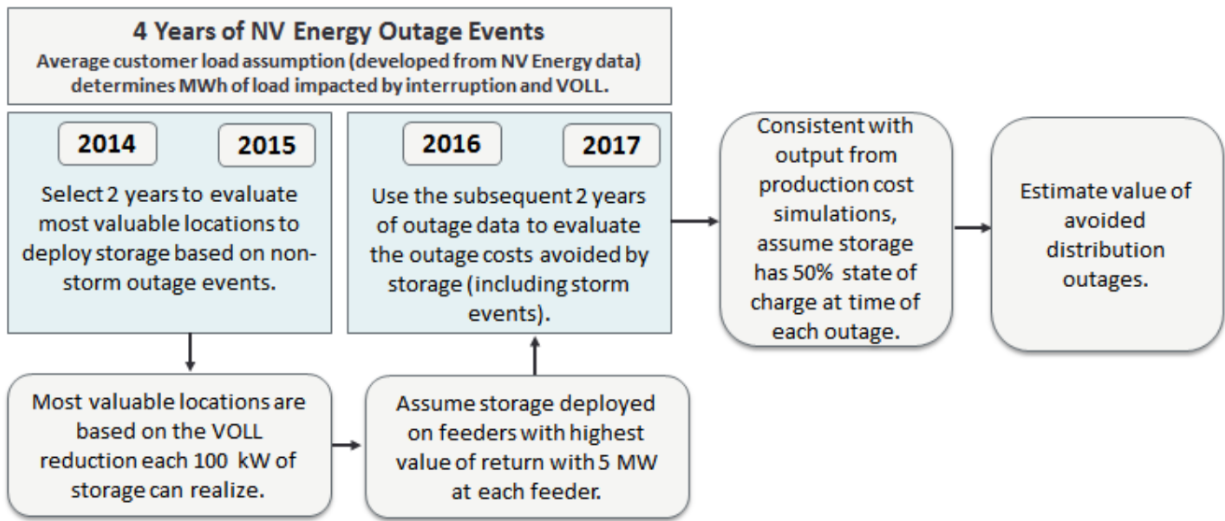 4 Years of NV Energy Outage Events
Average customer load assumption (developed from NV Energy data)
determines MWh of load impacted by interruption and VOLL.
2014
2015
Select 2 years to evaluate
most valuable locations to
deploy storage based on non-
storm outage events.
2016
2017
Use the subsequent 2 years
of outage data to evaluate
the outage costs avoided by
storage (including storm
events).
Consistent with
output from
production cost
simulations,
assume storage
has 50% state of
charge at time of
each outage.
Estimate value of
avoided
distribution
outages.
Most valuable locations are
based on the VOLL
reduction each 100 kW of
storage can realize.
Assume storage deployed
on feeders with highest
value of return with 5 MW
at each feeder.